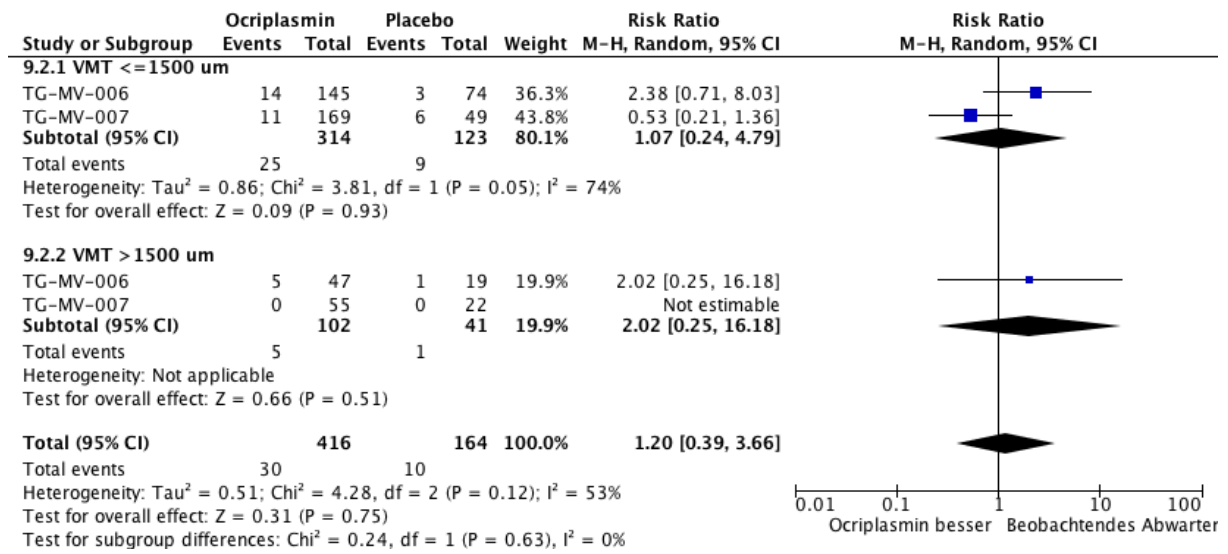 Ocriplasmin Placebo Risk Ratio Risk Ratio
Study or Subgroup Events Total Events Total Weight M-H, Random, 95% CI M-H, Random, 95% CI
9.2.1 VMT <=1500 um
TG-MV-006 14 145 3 74 36.3% 2.38 [0.71, 8.03]
TG-MV-007 11 169 6 49 43.8% 0.53 [0.21, 1.36]
Subtotal (95% CI) 314 123 80.1% 1.07 [0.24, 4.79]
Total events 25 9
Heterogeneity: Tau² = 0.86; Chi² = 3.81, df = 1 (P = 0.05); I² = 74%
Test for overall effect: Z = 0.09 (P = 0.93)
9.2.2 VMT >1500 um
TG-MV-006 5 47 1 19 19.9% 2.02 [0.25, 16.18]
TG-MV-007 0 55 0 22 Not estimable
Subtotal (95% CI) 102 41 19.9% 2.02 [0.25, 16.18]
Total events 5 1
Heterogeneity: Not applicable
Test for overall effect: Z = 0.66 (P = 0.51)
Total (95% CI) 416 164 100.0% 1.20 [0.39, 3.66]
Total events 30 10
Heterogeneity: Tau² = 0.51; Chi² = 4.28, df = 2 (P = 0.12); I² = 53%
Test for overall effect: Z = 0.31 (P = 0.75)
Test for subgroup differences: Chi² = 0.24, df = 1 (P = 0.63), I² = 0%
0.01 0.1 1 10 100
Ocriplasmin besser Beobachtendes Abwarter